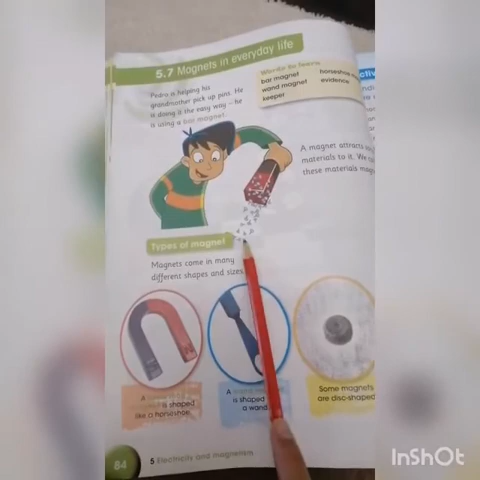 5.7 Magnets in everyday life
Pedro is helping his
grandmother pick up pins. He
is doing it the easy way – he
is using a bar magnet.
Words to learn
bar magnet horseshoe
wand magnet evidence
keeper
A magnet attracts
materials to it. We
these materials
Types of magnet
Magnets come in many
different shapes and sizes.
A
is shaped
like a horseshoe.
A
is shaped
a wand.
Some magnets
are disc-shaped
84 5 Electricity and magnetism
InShOt